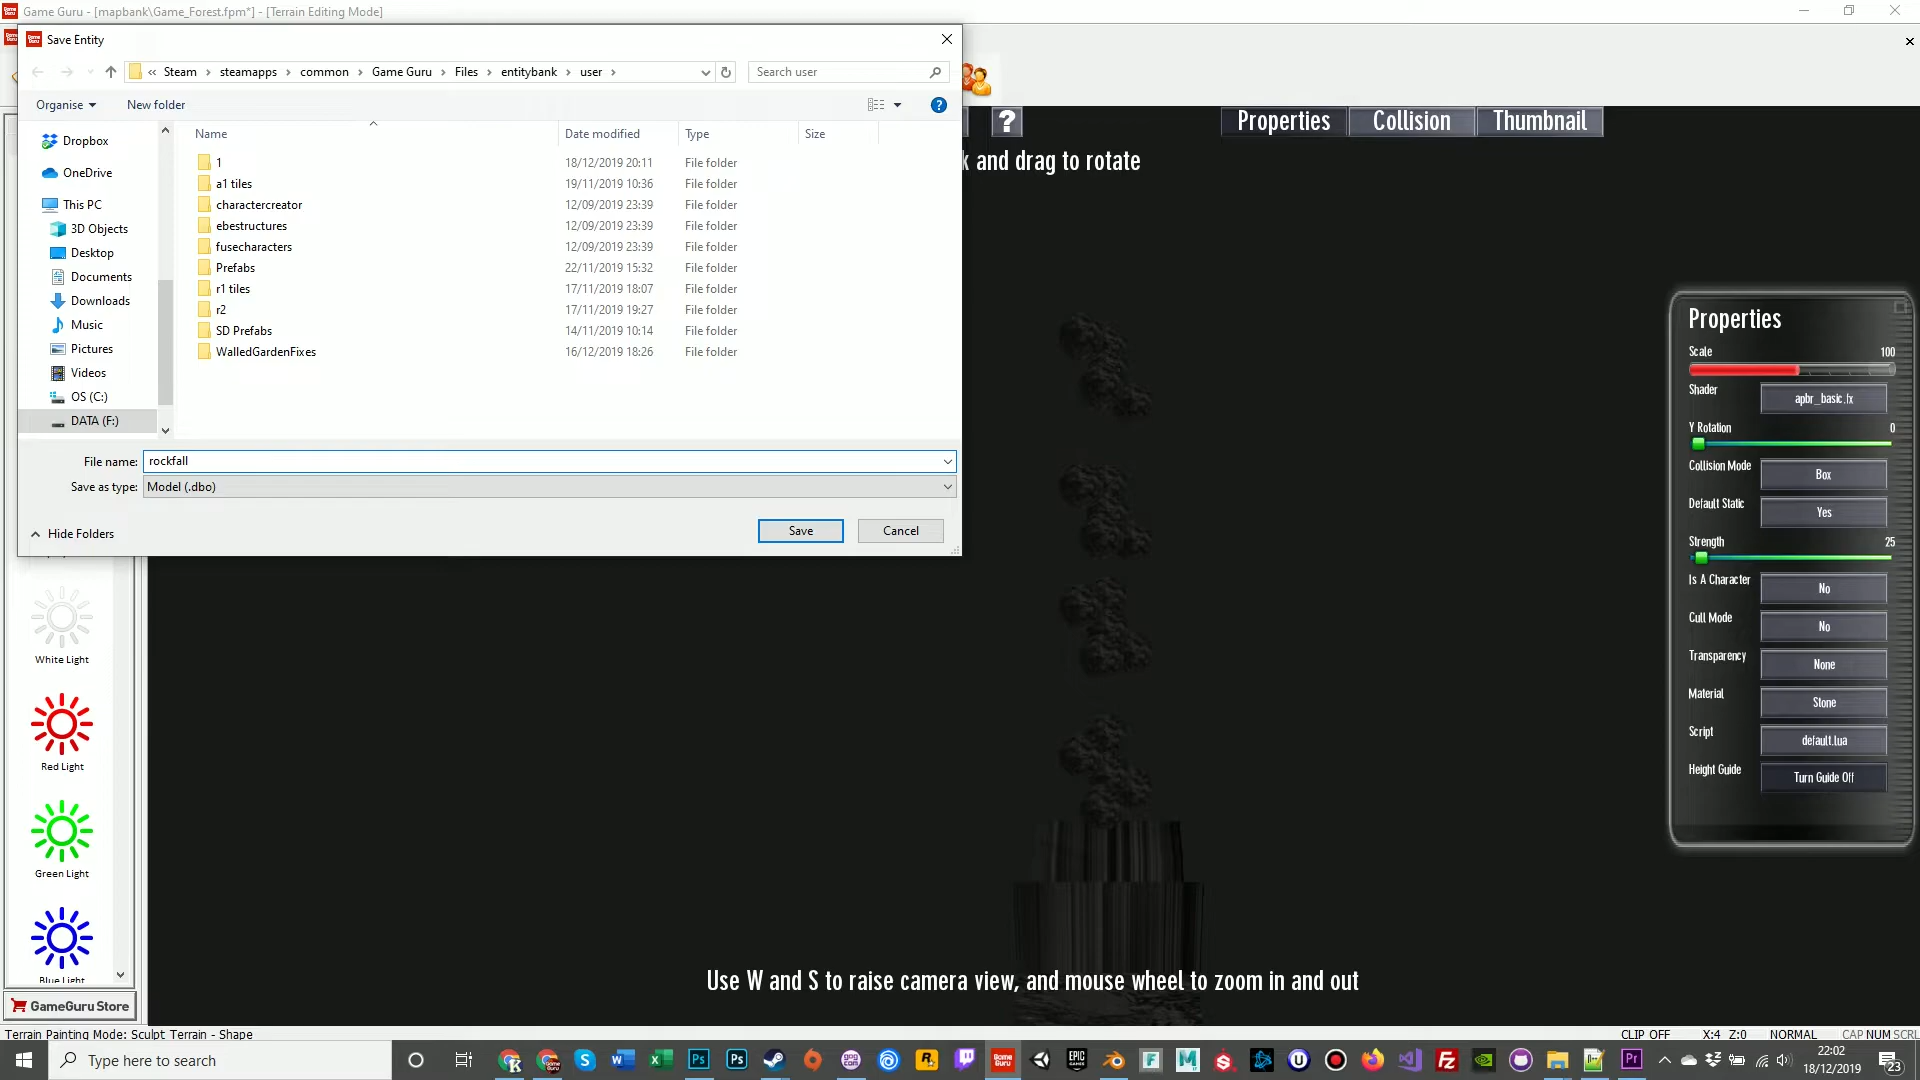 Game Guru - [mapbank\Game_Forest.fpm*] - [Terrain Editing Mode]
Save Entity
« Steam › steamapps › common › Game Guru › Files › entitybank › user ›
Search user
Organise
New folder
?
Name
Date modified
Type
Size
Dropbox
OneDrive
This PC
3D Objects
Desktop
Documents
Downloads
Music
Pictures
Videos
OS (C:)
DATA (F:)
1 18/12/2019 20:11 File folder
a1 tiles 19/11/2019 10:36 File folder
charactercreator 12/09/2019 23:39 File folder
ebestructures 12/09/2019 23:39 File folder
fusecharacters 12/09/2019 23:39 File folder
Prefabs 22/11/2019 15:32 File folder
r1 tiles 17/11/2019 18:07 File folder
r2 17/11/2019 19:27 File folder
SD Prefabs 14/11/2019 10:14 File folder
WalledGardenFixes 16/12/2019 18:26 File folder
File name: rockfall
Save as type: Model (.dbo)
Hide Folders
Save
Cancel
?
Properties
Collision
Thumbnail
and drag to rotate
Properties
Scale 100
Shader apbr_basic.fx
Y Rotation 0
Collision Mode Box
Default Static Yes
Strength 25
Is A Character No
Cull Mode No
Transparency None
Material Stone
Script default.lua
Height Guide Turn Guide Off
White Light
Red Light
Green Light
Blue Light
GameGuru Store
Use W and S to raise camera view, and mouse wheel to zoom in and out
Terrain Painting Mode: Sculpt Terrain - Shape
CLIP OFF X:4 Z:0 NORMAL CAP NUM SCRL
Type here to search
22:02
18/12/2019
23